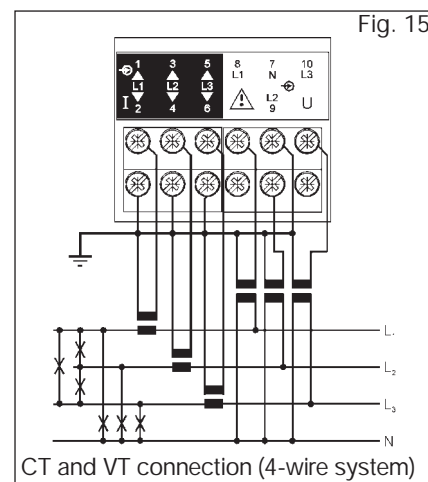 Fig. 15
1 3 5 8 7 10
L1 N L3
L1 L2 L3
I 2 4 6 L2 9 U
L.
L2
L3
N
CT and VT connection (4-wire system)